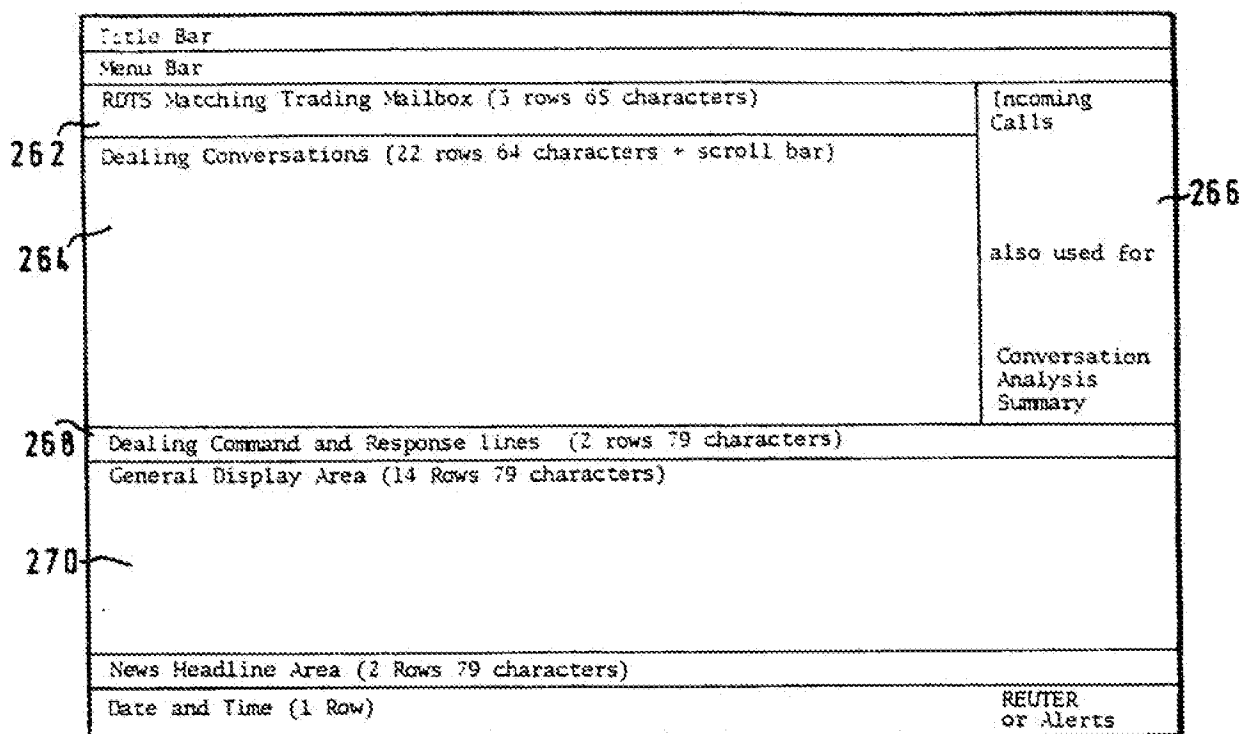 Title Bar
Menu Bar
RDTS Matching Trading Mailbox (3 rows 65 characters)
Incoming
Calls
262
Dealing Conversations (22 rows 64 characters + scroll bar)
266
264
also used for
Conversation
Analysis
Summary
268
Dealing Command and Response lines (2 rows 79 characters)
General Display Area (14 Rows 79 characters)
270
News Headline Area (2 Rows 79 characters)
Date and Time (1 Row)
REUTER
or Alerts